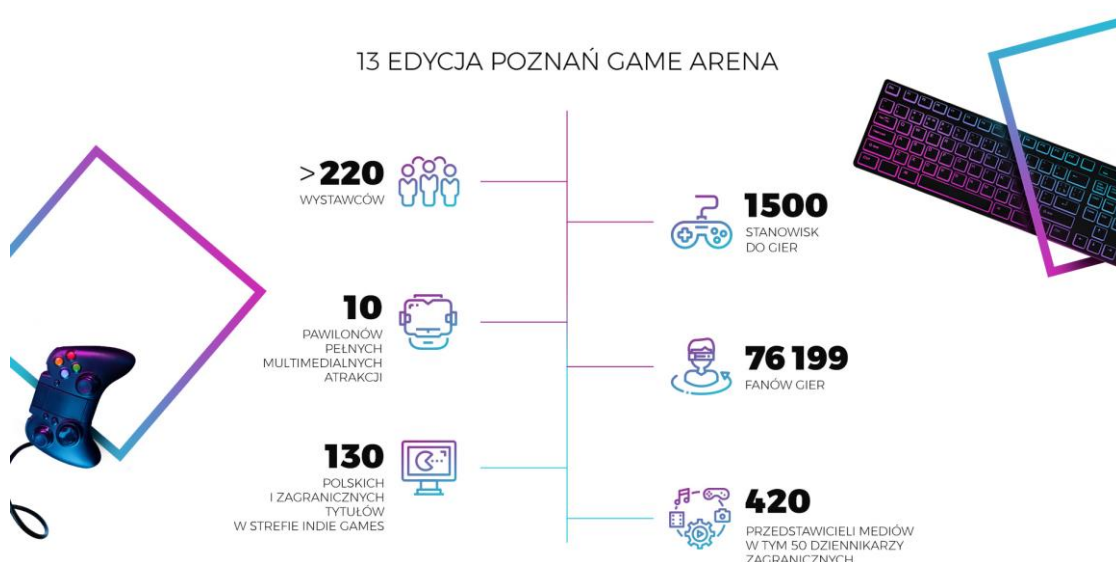 13 EDYCJA POZNAŃ GAME ARENA
>220
WYSTAWCÓW
1500
STANOWISK
DO GIER
10
PAWILONÓW
PEŁNYCH
MULTIMEDIALNYCH
ATRAKCJI
76 199
FANÓW GIER
130
POLSKICH
I ZAGRANICZNYCH
TYTUŁÓW
W STREFIE INDIE GAMES
420
PRZEDSTAWICIELI MEDIÓW
W TYM 50 DZIENNIKARZY
ZAGRANICZNYCH